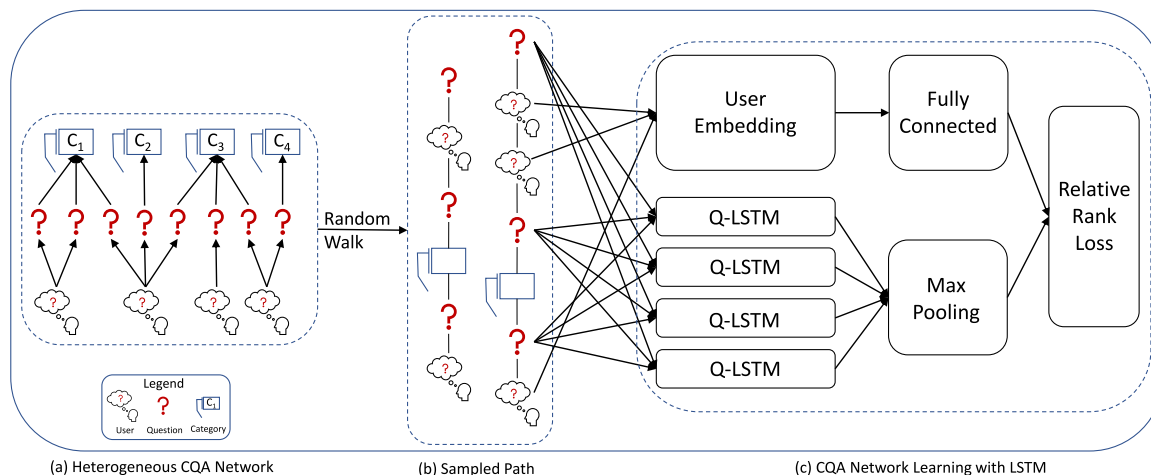 C1 C2 C3 C4
? ? ? ? ? ? ? ?
? ? ? ?
Legend
? ? C1
User Question Category
(a) Heterogeneous CQA Network
Random
Walk
?
?
?
?
?
?
?
?
?
?
?
(b) Sampled Path
User
Embedding
Fully
Connected
Q-LSTM
Q-LSTM
Q-LSTM
Q-LSTM
Max
Pooling
Relative
Rank
Loss
(c) CQA Network Learning with LSTM